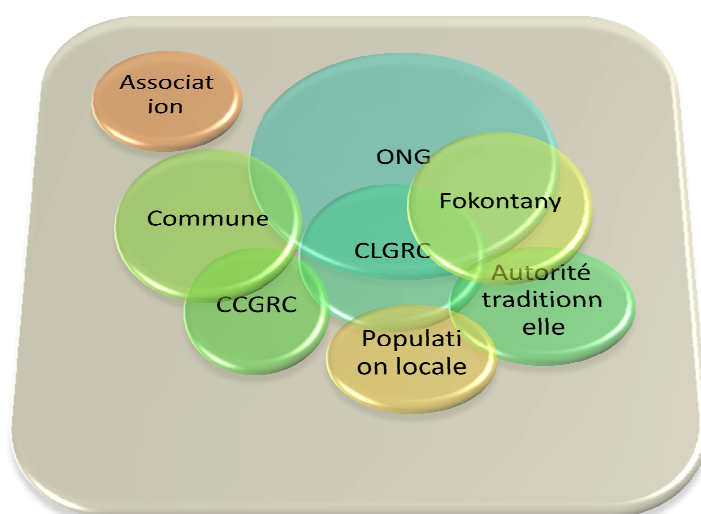 Associat
ion
ONG
Fokontany
Commune
CLGRC
Autorité
traditionn
elle
CCGRC
Populati
on locale